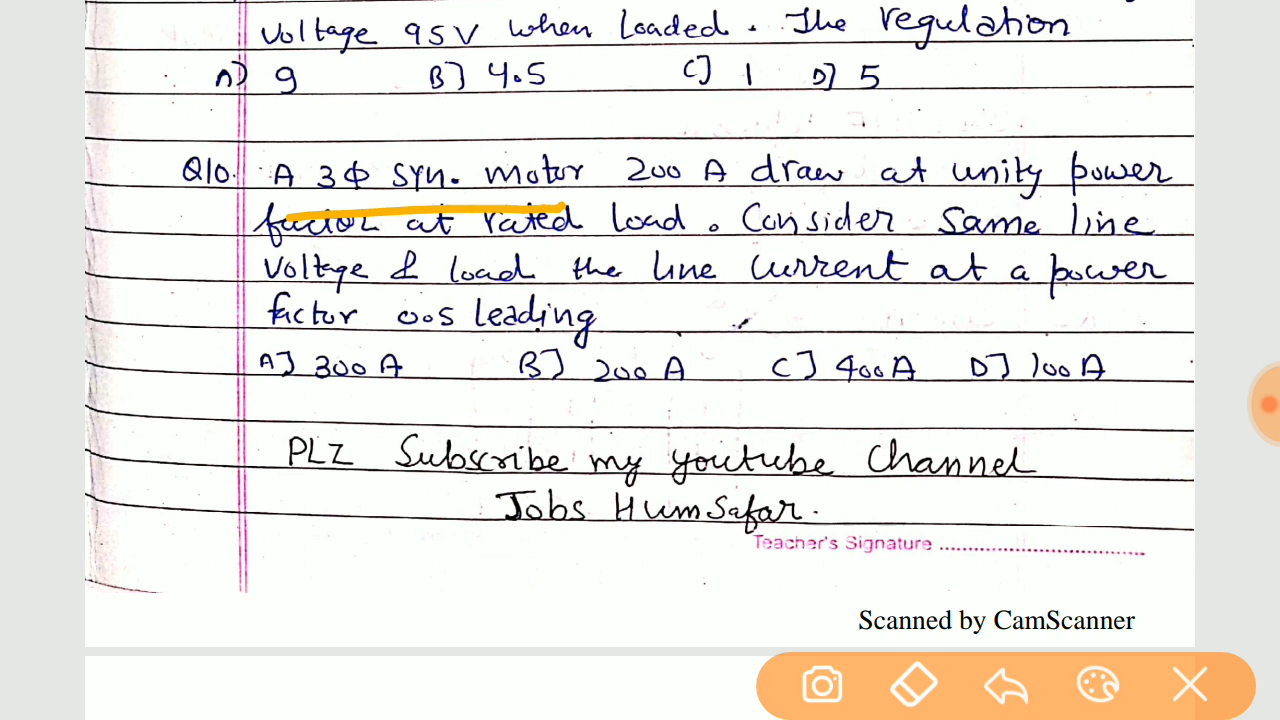 Voltage 95V when loaded. The regulation
A) 9 B] 4.5 C] 1 D] 5
Q10. A 3Φ syn. motor 200 A draw at unity power
factor at rated load. Consider Same line
Voltage & load the line current at a power
factor 0.5 leading
A] 300 A B] 200 A C] 400 A D] 100 A
PLZ Subscribe my youtube Channel
Jobs HumSafar.
Teacher's Signature
Scanned by CamScanner